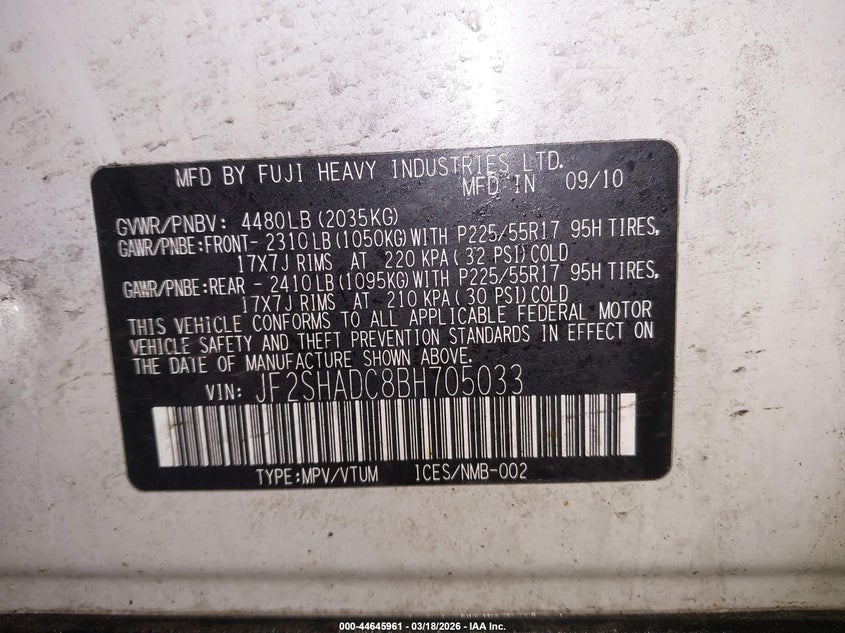 MFD BY FUJI HEAVY INDUSTRIES LTD.
MFD IN 09/10
GVWR/PNBV: 4480LB (2035KG)
GAWR/PNBE:FRONT- 2310LB (1050KG) WITH P225/55R17 95H TIRES,
17X7J RIMS AT 220 KPA ( 32 PSI) COLD
GAWR/PNBE:REAR - 2410LB (1095KG) WITH P225/55R17 95H TIRES,
17X7J RIMS AT 210 KPA ( 30 PSI) COLD
THIS VEHICLE CONFORMS TO ALL APPLICABLE FEDERAL MOTOR
VEHICLE SAFETY AND THEFT PREVENTION STANDARDS IN EFFECT ON
THE DATE OF MANUFACTURE SHOWN ABOVE.
VIN: JF2SHADC8BH705033
TYPE:MPV/VTUM ICES/NMB-002
000-44645961 - 03/18/2026 - IAA Inc.